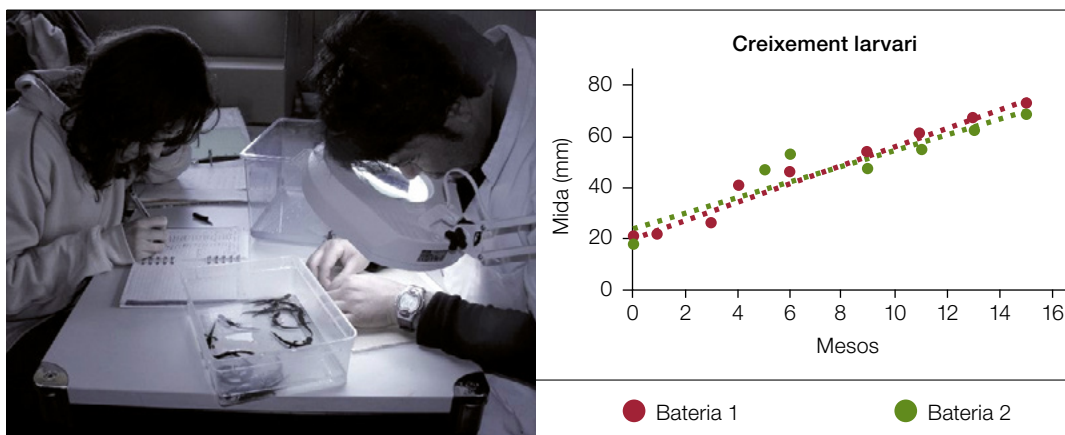 Creixement larvari
Mida (mm)
80
60
40
20
0
0 2 4 6 8 10 12 14 16
Mesos
Bateria 1
Bateria 2